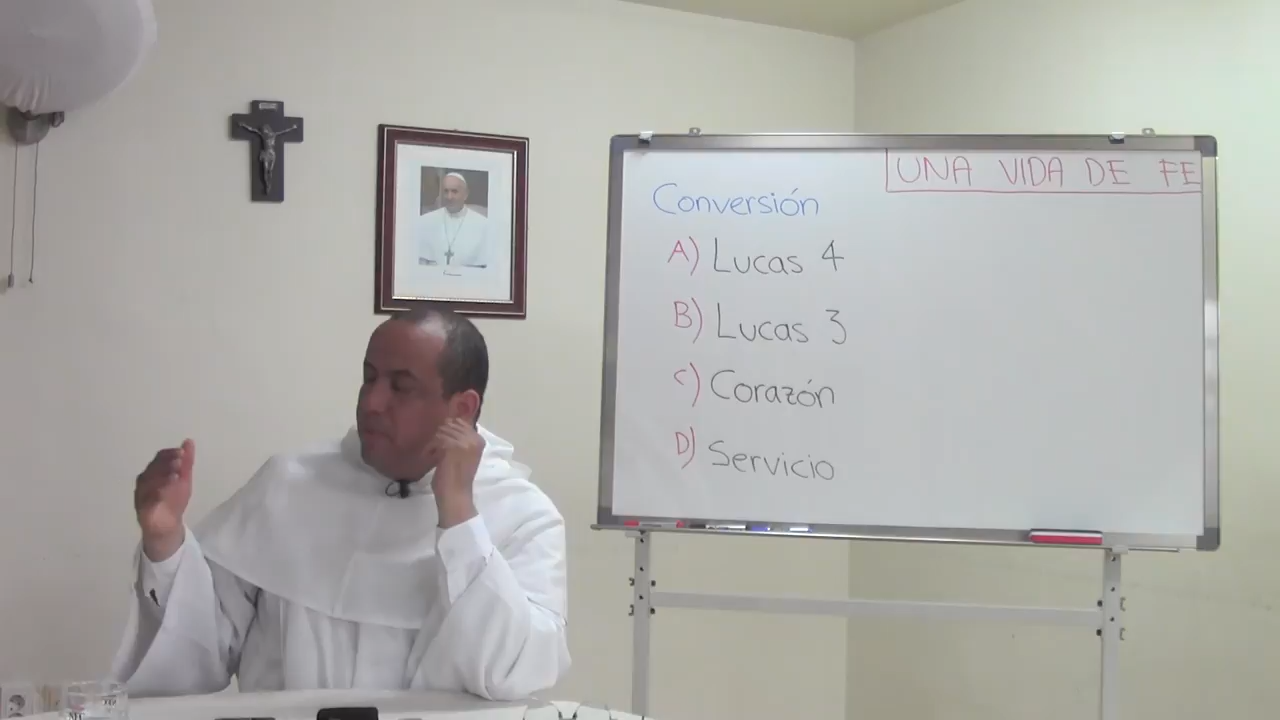 UNA VIDA DE FE
Conversión
A) Lucas 4
B) Lucas 3
C) Corazón
D) Servicio